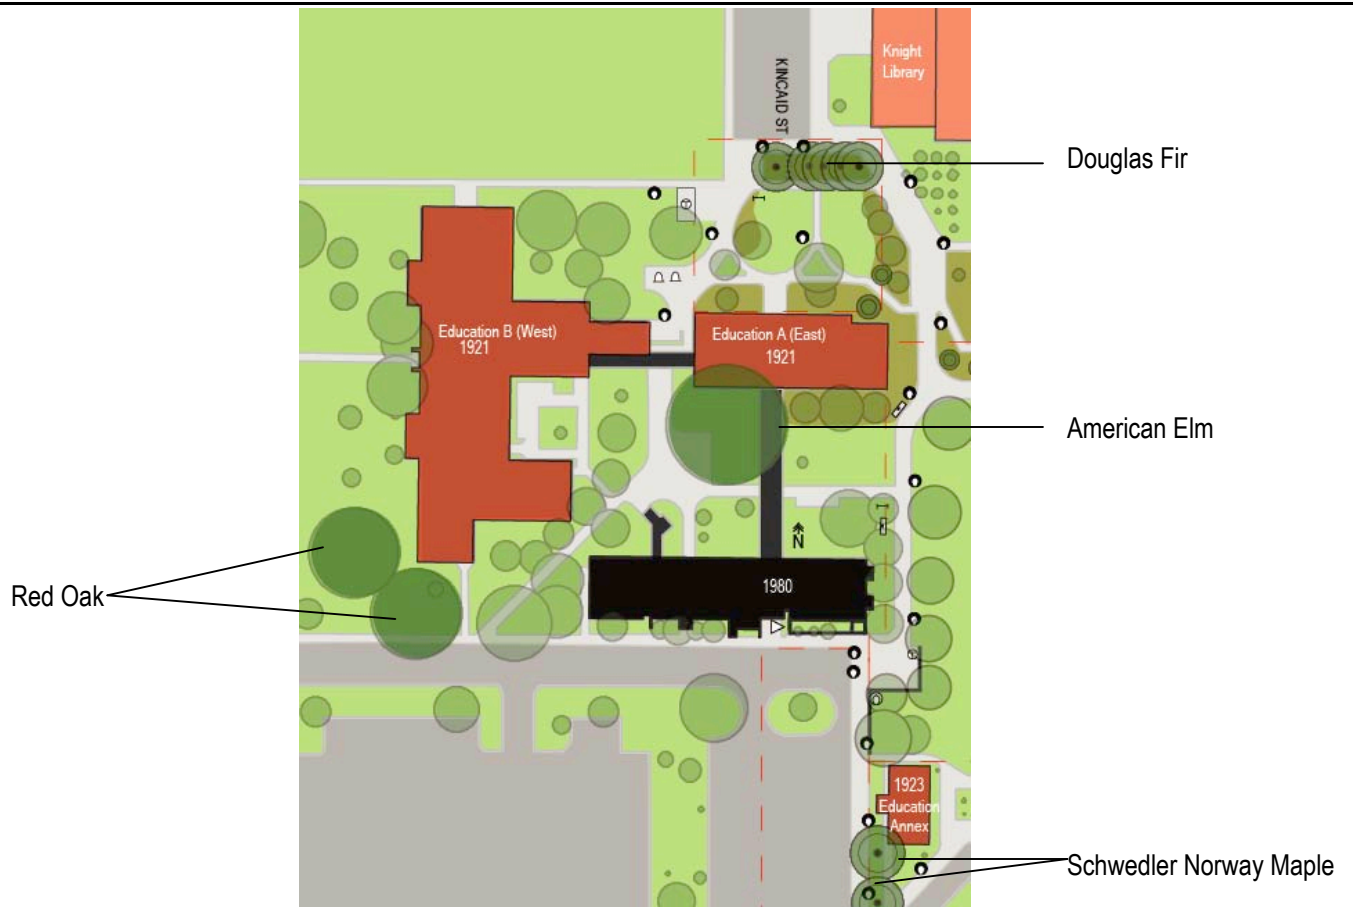 Knight
Library
KINCAID ST
Douglas Fir
Education B (West)
1921
Education A (East)
1921
American Elm
N
1980
Red Oak
1923
Education
Annex
Schwedler Norway Maple